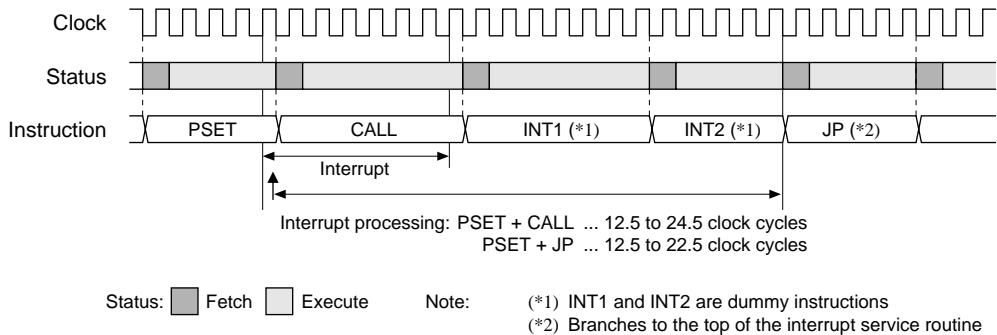 Clock
Status
Instruction PSET CALL INT1 (*1) INT2 (*1) JP (*2)
Interrupt
Interrupt processing: PSET + CALL ... 12.5 to 24.5 clock cycles
PSET + JP ... 12.5 to 22.5 clock cycles
Status: Fetch Execute Note: (*1) INT1 and INT2 are dummy instructions
(*2) Branches to the top of the interrupt service routine